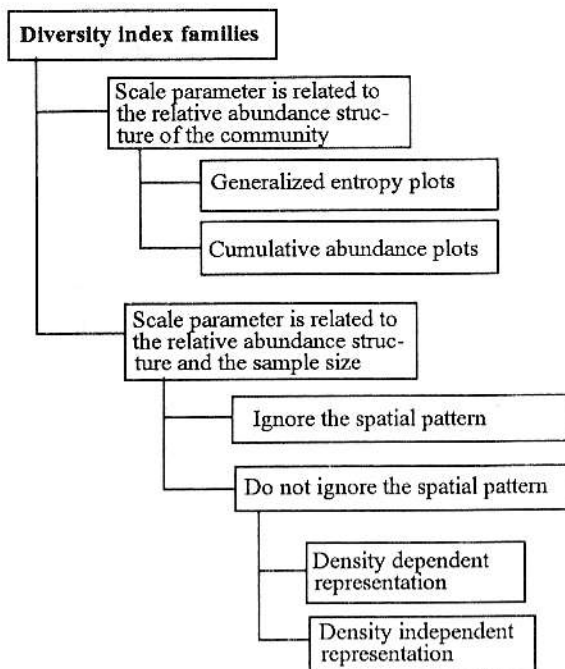 Diversity index families
Scale parameter is related to
the relative abundance struc-
ture of the community
Generalized entropy plots
Cumulative abundance plots
Scale parameter is related to
the relative abundance struc-
ture and the sample size
Ignore the spatial pattern
Do not ignore the spatial pattern
Density dependent
representation
Density independent
representation